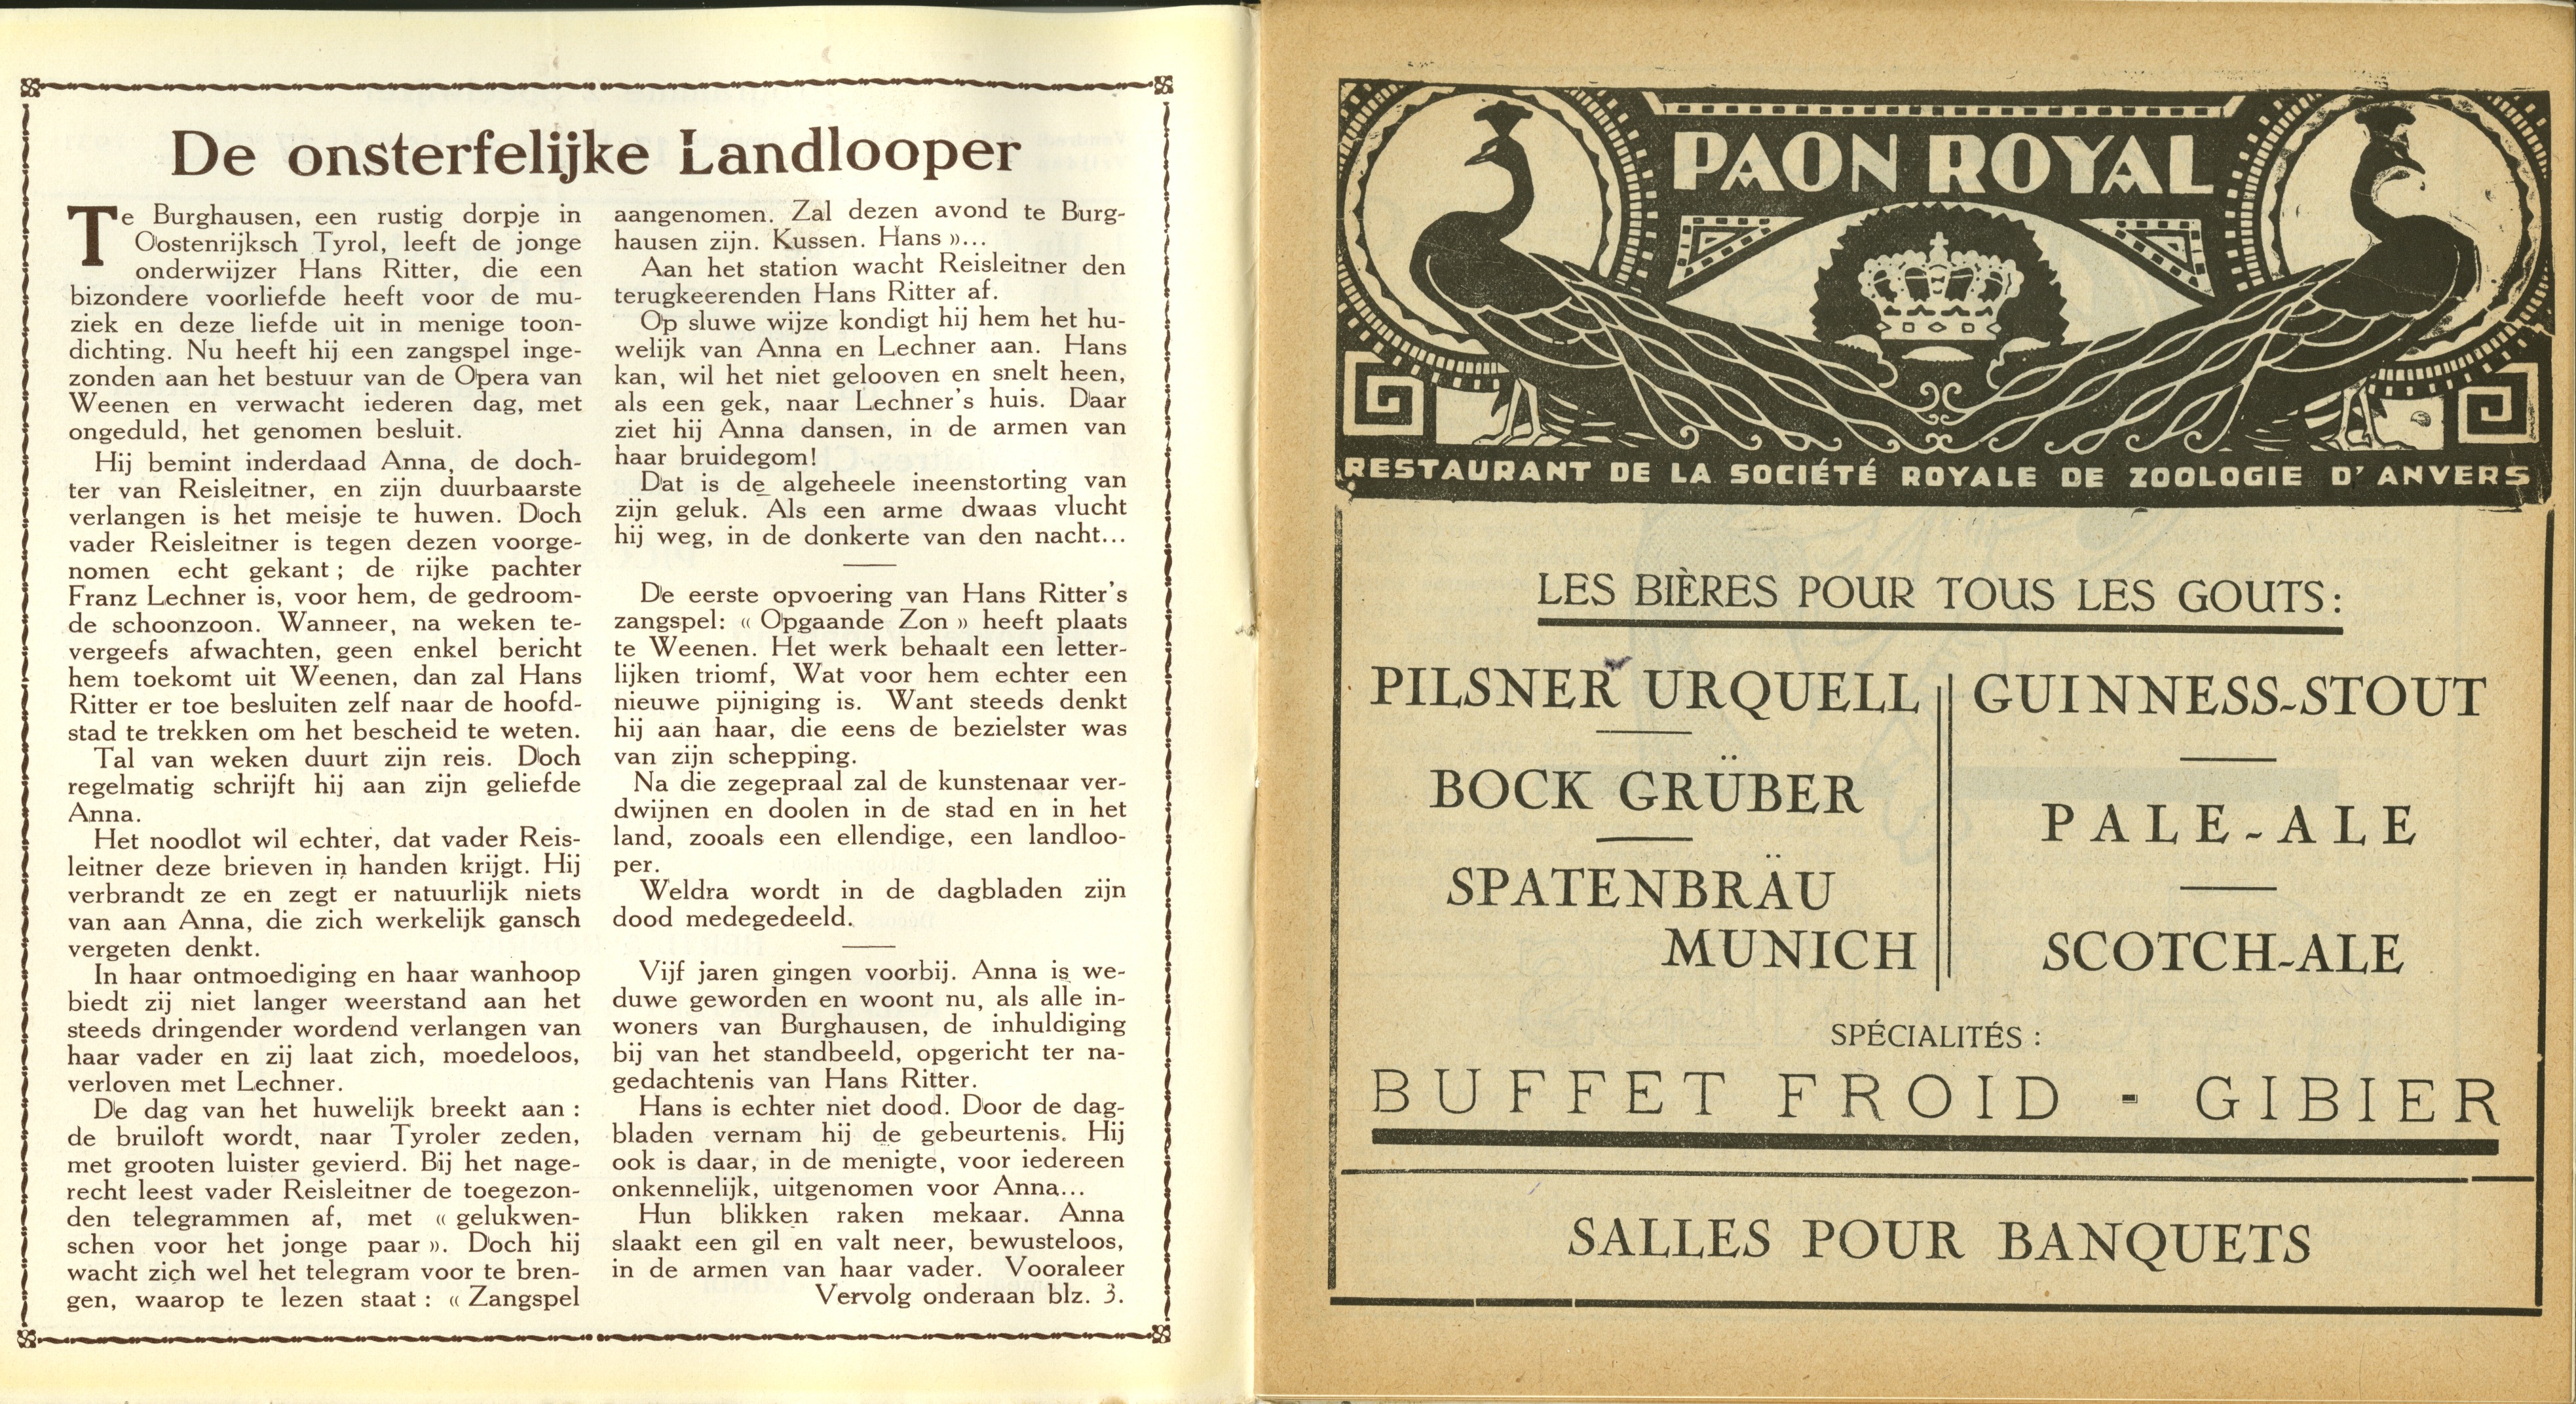 De onsterfelijke Landlooper
Te Burghausen, een rustig dorpje in
Oostenrijksch Tyrol, leeft de jonge
onderwijzer Hans Ritter, die een
bizondere voorliefde heeft voor de mu-
ziek en deze liefde uit in menige toon-
dichting. Nu heeft hij een zangspel inge-
zonden aan het bestuur van de Opera van
Weenen en verwacht iederen dag, met
ongeduld, het genomen besluit.
Hij bemint inderdaad Anna, de doch-
ter van Reisleitner, en zijn duurbaarste
verlangen is het meisje te huwen. Doch
vader Reisleitner is tegen dezen voorge-
nomen echt gekant; de rijke pachter
Franz Lechner is, voor hem, de gedroom-
de schoonzoon. Wanneer, na weken te-
vergeefs afwachten, geen enkel bericht
hem toekomt uit Weenen, dan zal Hans
Ritter er toe besluiten zelf naar de hoofd-
stad te trekken om het bescheid te weten.
Tal van weken duurt zijn reis. Doch
regelmatig schrijft hij aan zijn geliefde
Anna.
Het noodlot wil echter, dat vader Reis-
leitner deze brieven in handen krijgt. Hij
verbrandt ze en zegt er natuurlijk niets
van aan Anna, die zich werkelijk gansch
vergeten denkt.
In haar ontmoediging en haar wanhoop
biedt zij niet langer weerstand aan het
steeds dringender wordend verlangen van
haar vader en zij laat zich, moedeloos,
verloven met Lechner.
De dag van het huwelijk breekt aan :
de bruiloft wordt, naar Tyroler zeden,
met grooten luister gevierd. Bij het nage-
recht leest vader Reisleitner de toegezon-
den telegrammen af, met « gelukwen-
schen voor het jonge paar ». Doch hij
wacht zich wel het telegram voor te bren-
gen, waarop te lezen staat : « Zangspel
aangenomen. Zal dezen avond te Burg-
hausen zijn. Kussen. Hans »...
Aan het station wacht Reisleitner den
terugkeerenden Hans Ritter af.
Op sluwe wijze kondigt hij hem het hu-
welijk van Anna en Lechner aan. Hans
kan, wil het niet gelooven en snelt heen,
als een gek, naar Lechner's huis. Daar
ziet hij Anna dansen, in de armen van
haar bruidegom!
Dat is de algeheele ineenstorting van
zijn geluk. Als een arme dwaas vlucht
hij weg, in de donkerte van den nacht...
De eerste opvoering van Hans Ritter's
zangspel: « Opgaande Zon » heeft plaats
te Weenen. Het werk behaalt een letter-
lijken triomf, Wat voor hem echter een
nieuwe pijniging is. Want steeds denkt
hij aan haar, die eens de bezielster was
van zijn schepping.
Na die zegepraal zal de kunstenaar ver-
dwijnen en doolen in de stad en in het
land, zooals een ellendige, een landloo-
per.
Weldra wordt in de dagbladen zijn
dood medegedeeld.
Vijf jaren gingen voorbij. Anna is we-
duwe geworden en woont nu, als alle in-
woners van Burghausen, de inhuldiging
bij van het standbeeld, opgericht ter na-
gedachtenis van Hans Ritter.
Hans is echter niet dood. Door de dag-
bladen vernam hij de gebeurtenis. Hij
ook is daar, in de menigte, voor iedereen
onkennelijk, uitgenomen voor Anna...
Hun blikken raken mekaar. Anna
slaakt een gil en valt neer, bewusteloos,
in de armen van haar vader. Vooraleer
Vervolg onderaan blz. 3.
PAON ROYAL
RESTAURANT DE LA SOCIÉTÉ ROYALE DE ZOOLOGIE D'ANVERS
LES BIÈRES POUR TOUS LES GOUTS:
PILSNER URQUELL
BOCK GRÜBER
SPATENBRÄU
MUNICH
GUINNESS-STOUT
PALE-ALE
SCOTCH-ALE
SPÉCIALITÉS :
BUFFET FROID - GIBIER
SALLES POUR BANQUETS